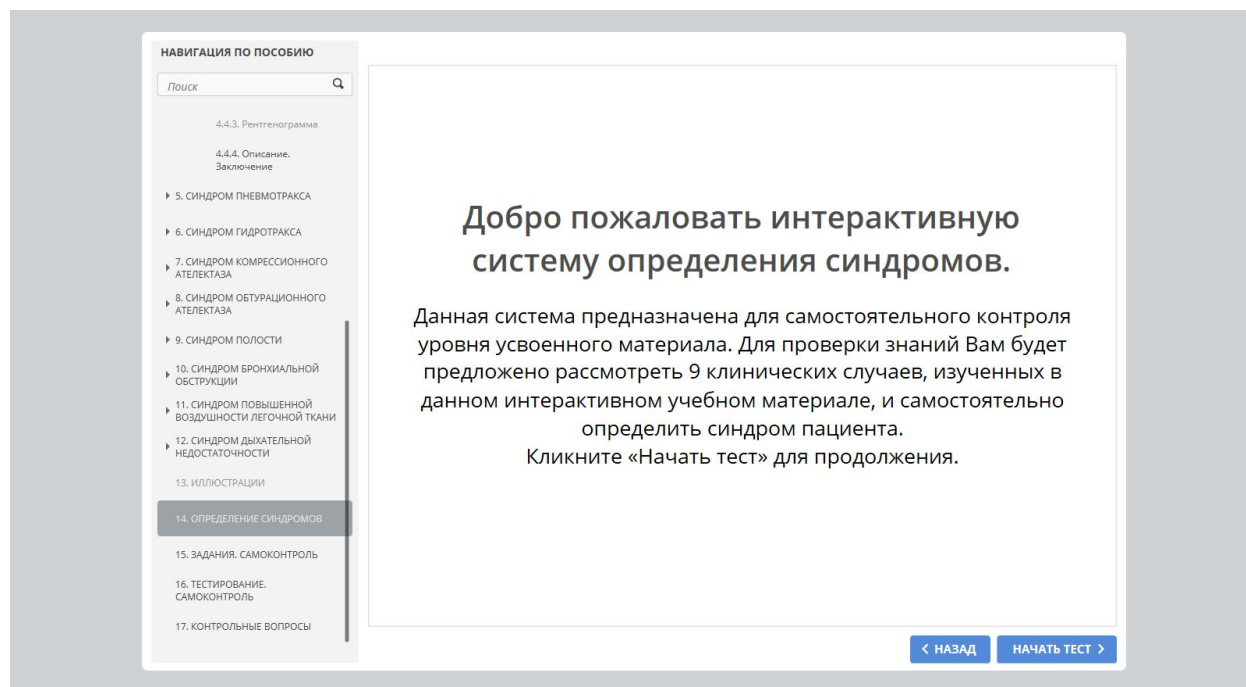 НАВИГАЦИЯ ПО ПОСОБИЮ
Поиск
4.4.3. Рентгенограмма
4.4.4. Описание.
Заключение
5. СИНДРОМ ПНЕВМОТРАКСА
6. СИНДРОМ ГИДРОТРАКСА
7. СИНДРОМ КОМРЕССИОННОГО
АТЕЛЕКТАЗА
8. СИНДРОМ ОБТУРАЦИОННОГО
АТЕЛЕКТАЗА
9. СИНДРОМ ПОЛОСТИ
10. СИНДРОМ БРОНХИАЛЬНОЙ
ОБСТРУКЦИИ
11. СИНДРОМ ПОВЫШЕННОЙ
ВОЗДУШНОСТИ ЛЕГОЧНОЙ ТКАНИ
12. СИНДРОМ ДЫХАТЕЛЬНОЙ
НЕДОСТАТОЧНОСТИ
13. ИЛЛЮСТРАЦИИ
14. ОПРЕДЕЛЕНИЕ СИНДРОМОВ
15. ЗАДАНИЯ. САМОКОНТРОЛЬ
16. ТЕСТИРОВАНИЕ.
САМОКОНТРОЛЬ
17. КОНТРОЛЬНЫЕ ВОПРОСЫ
Добро пожаловать интерактивную
систему определения синдромов.
Данная система предназначена для самостоятельного контроля
уровня усвоенного материала. Для проверки знаний Вам будет
предложено рассмотреть 9 клинических случаев, изученных в
данном интерактивном учебном материале, и самостоятельно
определить синдром пациента.
Кликните «Начать тест» для продолжения.
НАЗАД
НАЧАТЬ ТЕСТ